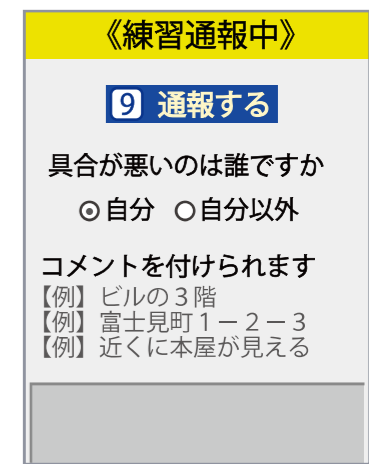 《練習通報中》
9 通報する
具合が悪いのは誰ですか
自分 自分以外
コメントを付けられます
【例】ビルの３階
【例】富士見町１－２－３
【例】近くに本屋が見える